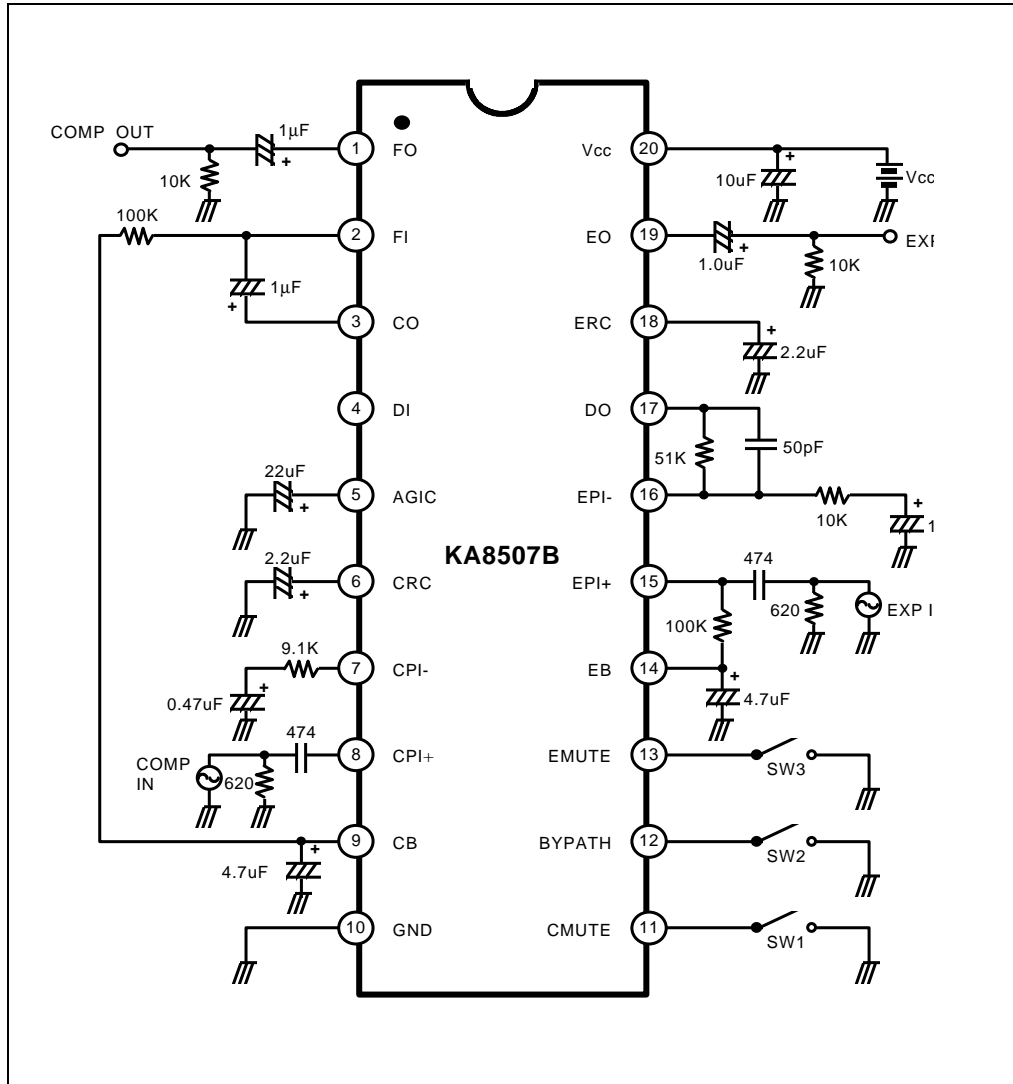 COMP OUT
1μF
+
10K
1
FO
100K
2
FI
1μF
+
3
CO
4
DI
22uF
+
5
AGIC
2.2uF
+
6
CRC
9.1K
7
CPI-
0.47uF
+
COMP
IN
474
620
8
CPI+
9
CB
4.7uF
+
10
GND
KA8507B
Vcc
20
10uF
+
Vcc
EO
19
1.0uF
+
10K
ERC
18
+
2.2uF
DO
17
51K
50pF
EPI-
16
10K
+
1
EPI+
15
474
620
EXP I
100K
EB
14
+
4.7uF
EMUTE
13
SW3
BYPATH
12
SW2
CMUTE
11
SW1